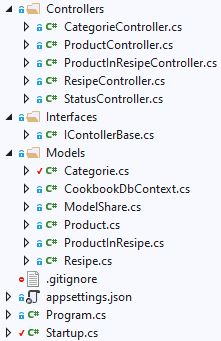 Controllers
C# CategorieController.cs
C# ProductController.cs
C# ProductInResipeController.cs
C# ResipeController.cs
C# StatusController.cs
Interfaces
C# IContollerBase.cs
Models
C# Categorie.cs
C# CookbookDbContext.cs
C# ModelShare.cs
C# Product.cs
C# ProductInResipe.cs
C# Resipe.cs
.gitignore
appsettings.json
C# Program.cs
C# Startup.cs